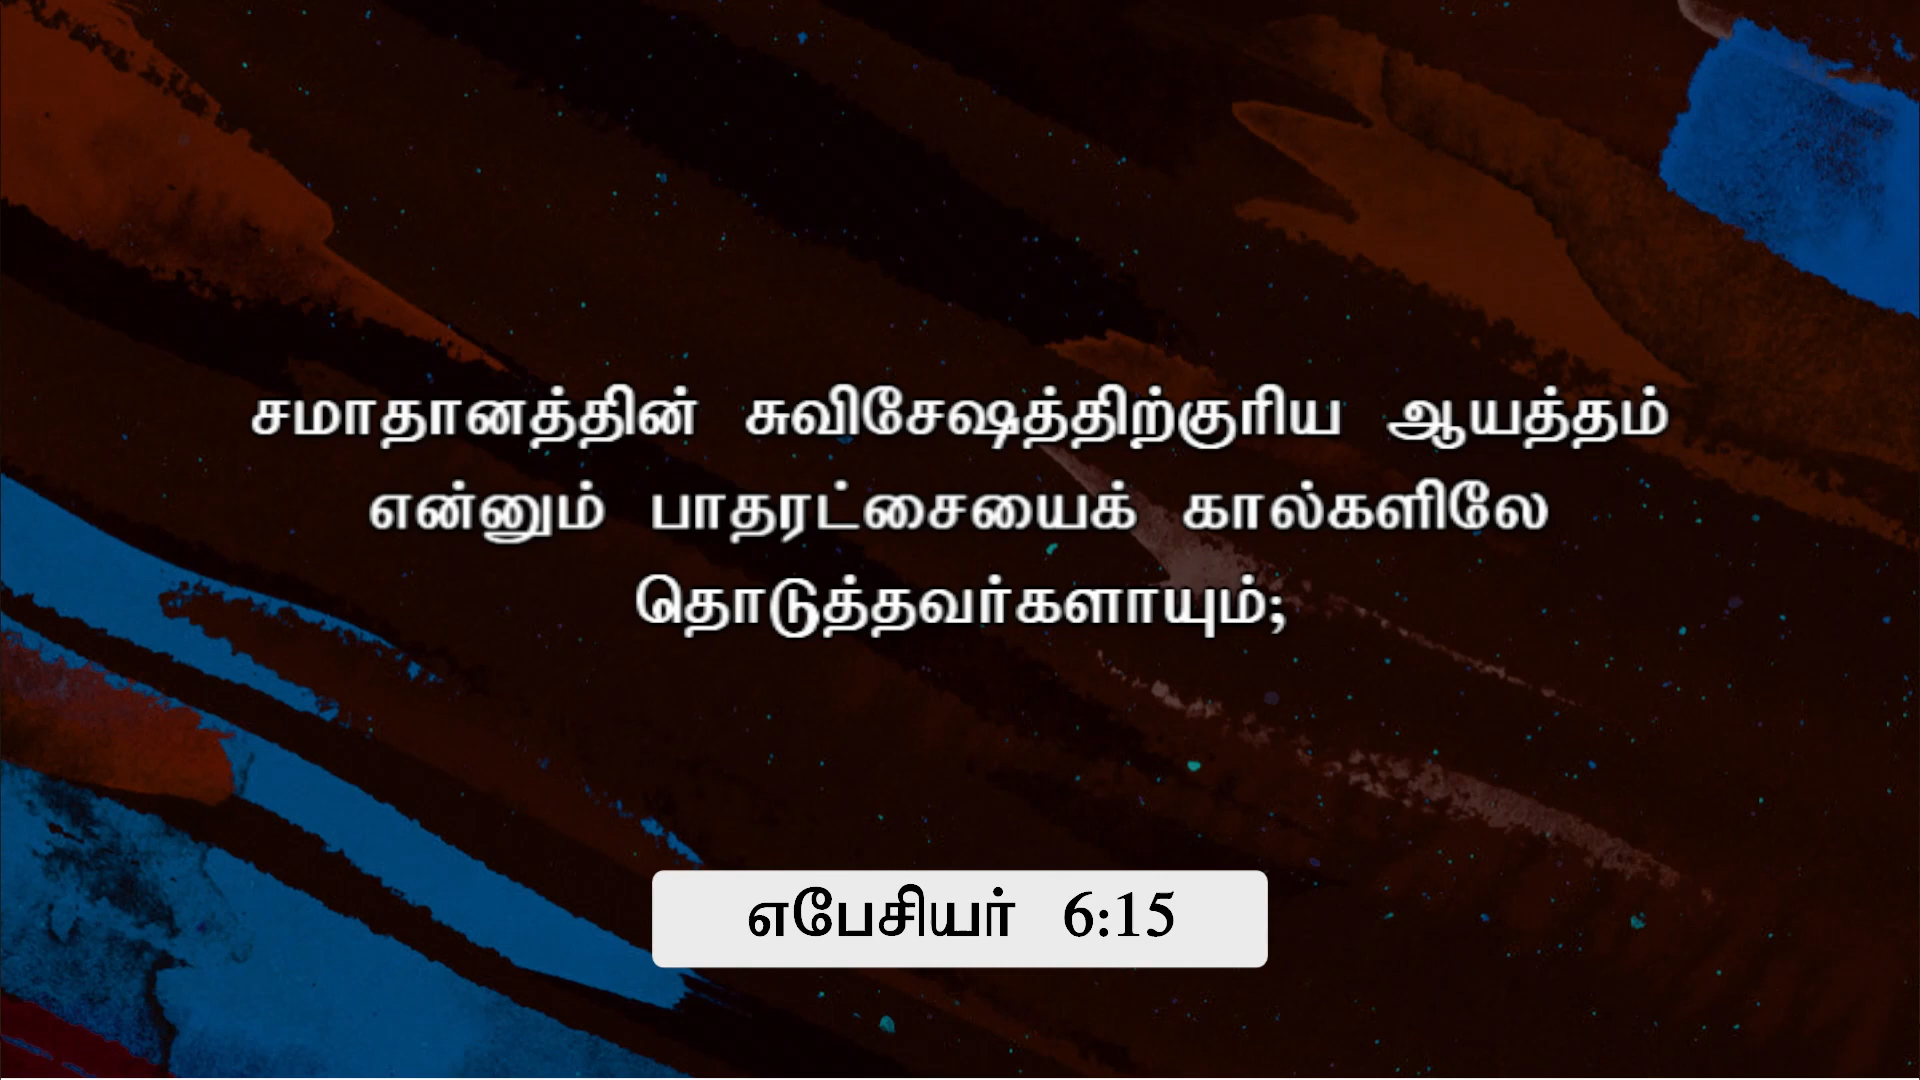 சமாதானத்தின் சுவிசேஷத்திற்குரிய ஆயத்தம்
என்னும் பாதரட்சையைக் கால்களிலே
தொடுத்தவர்களாயும்;
எபேசியர் 6:15